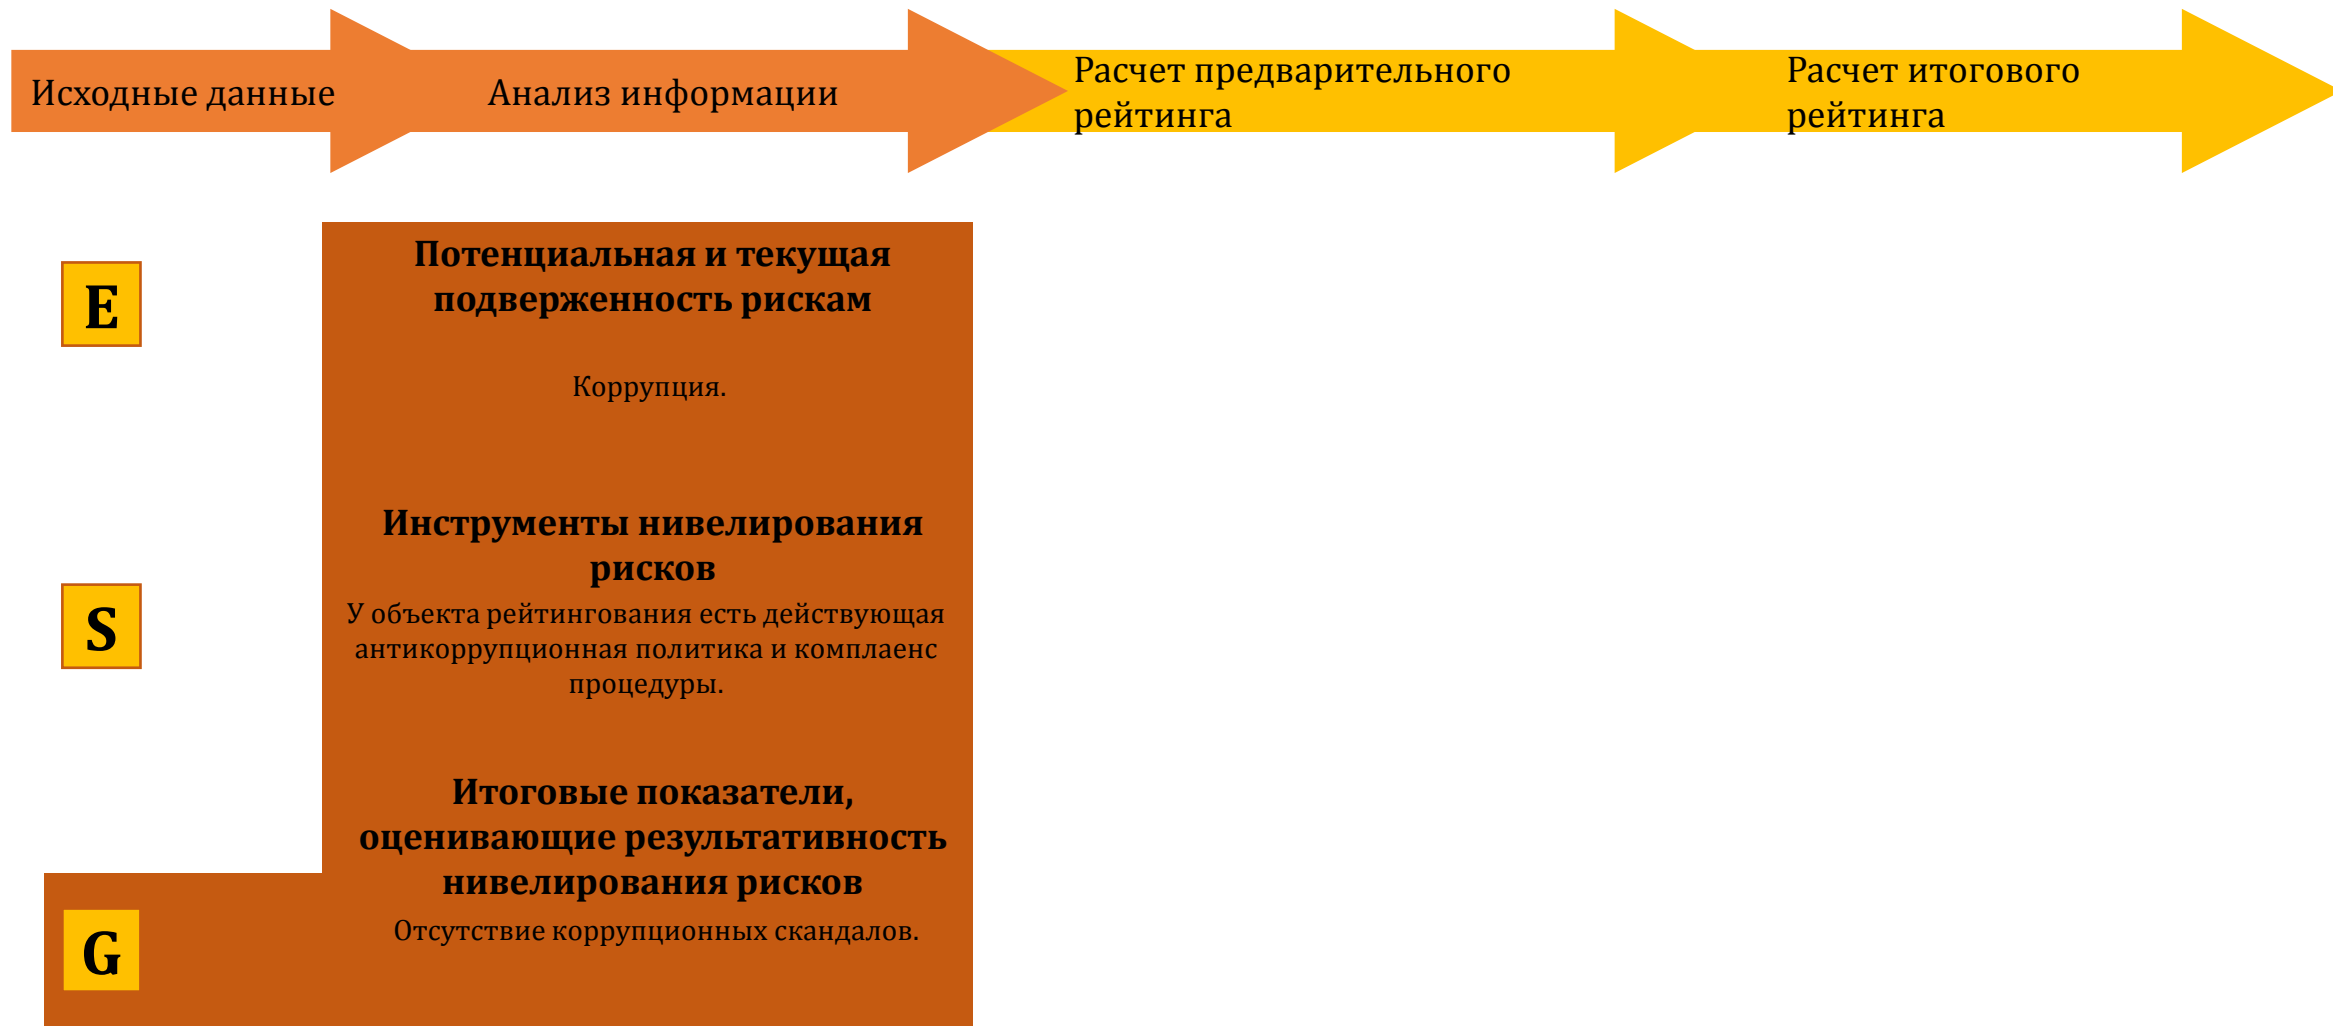 Исходные данные
Анализ информации
Расчет предварительного
рейтинга
Расчет итогового
рейтинга
E
Потенциальная и текущая
подверженность рискам
Коррупция.
S
Инструменты нивелирования
рисков
У объекта рейтингования есть действующая
антикоррупционная политика и комплаенс
процедуры.
G
Итоговые показатели,
оценивающие результативность
нивелирования рисков
Отсутствие коррупционных скандалов.